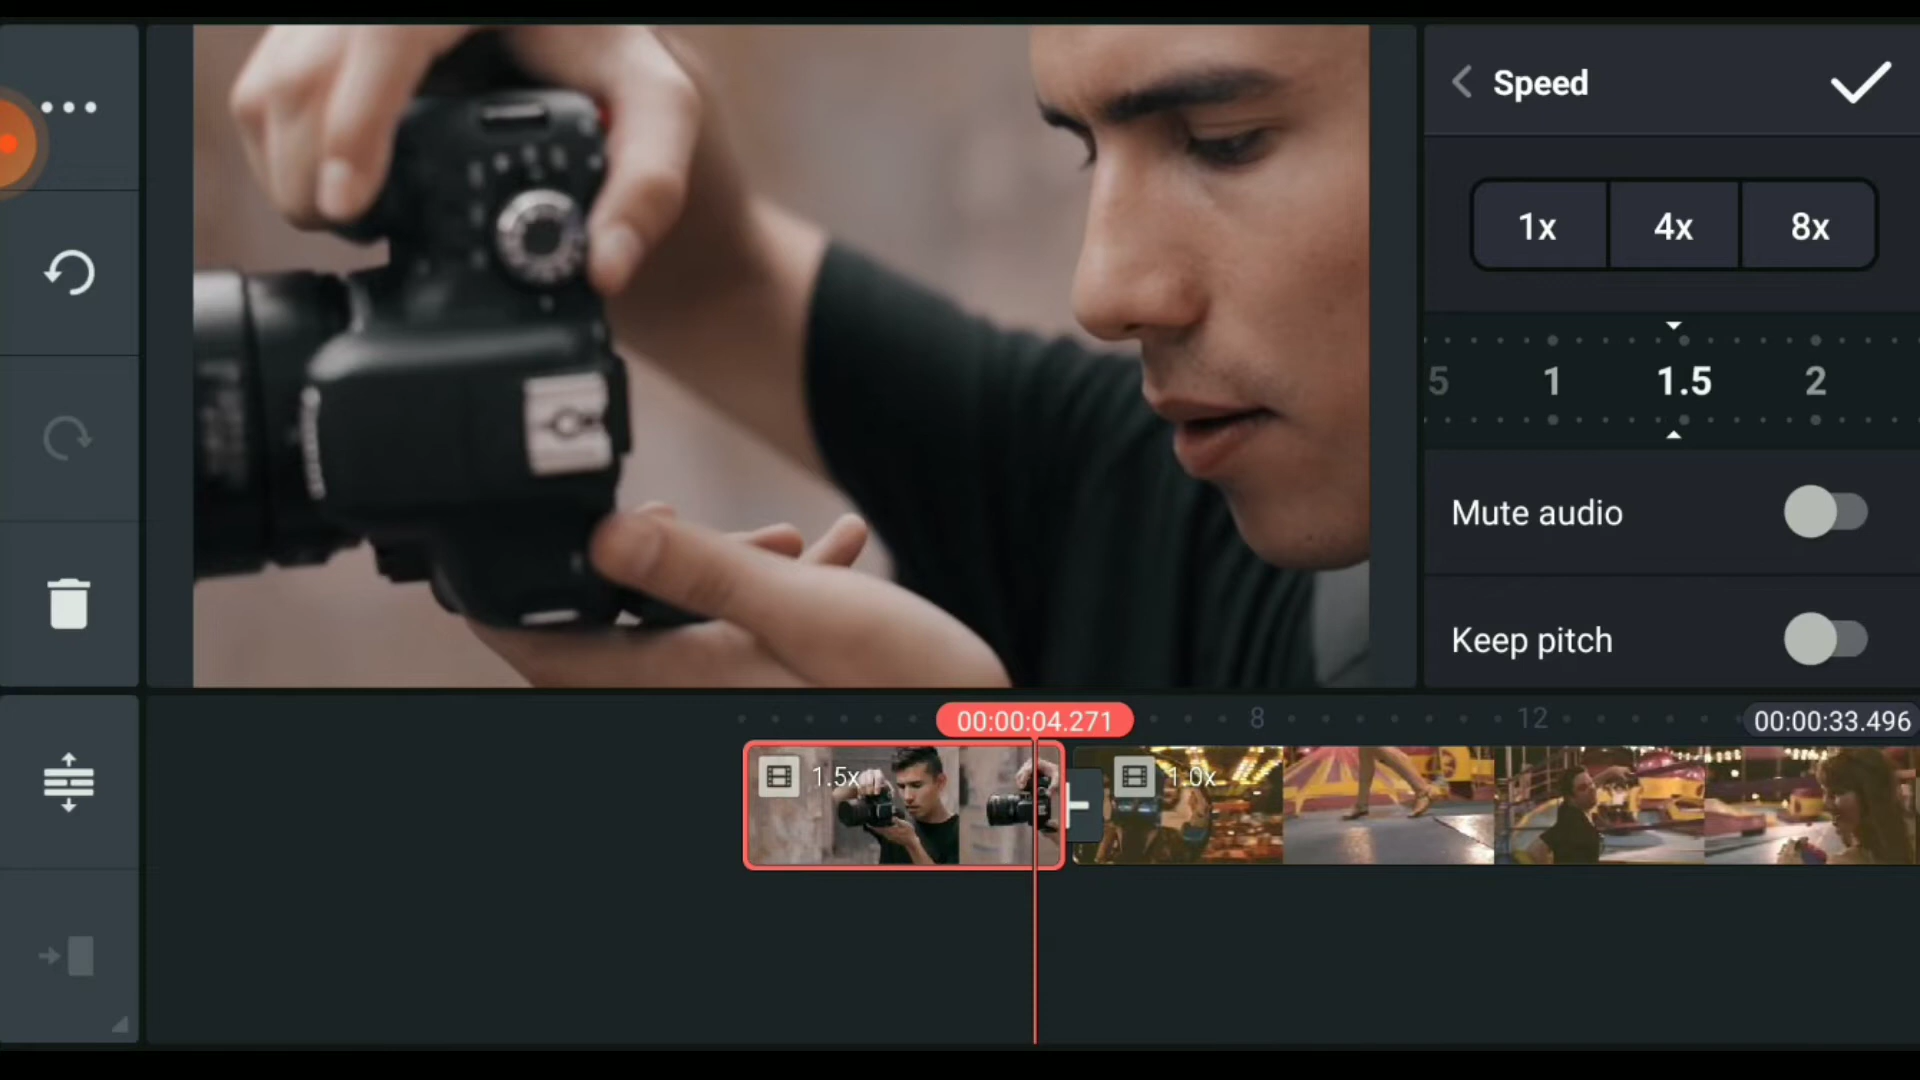 Speed
1x 4x 8x
5 1 1.5 2
Mute audio
Keep pitch
00:00:04.271 8 12 00:00:33.496
1.5x 1.0x